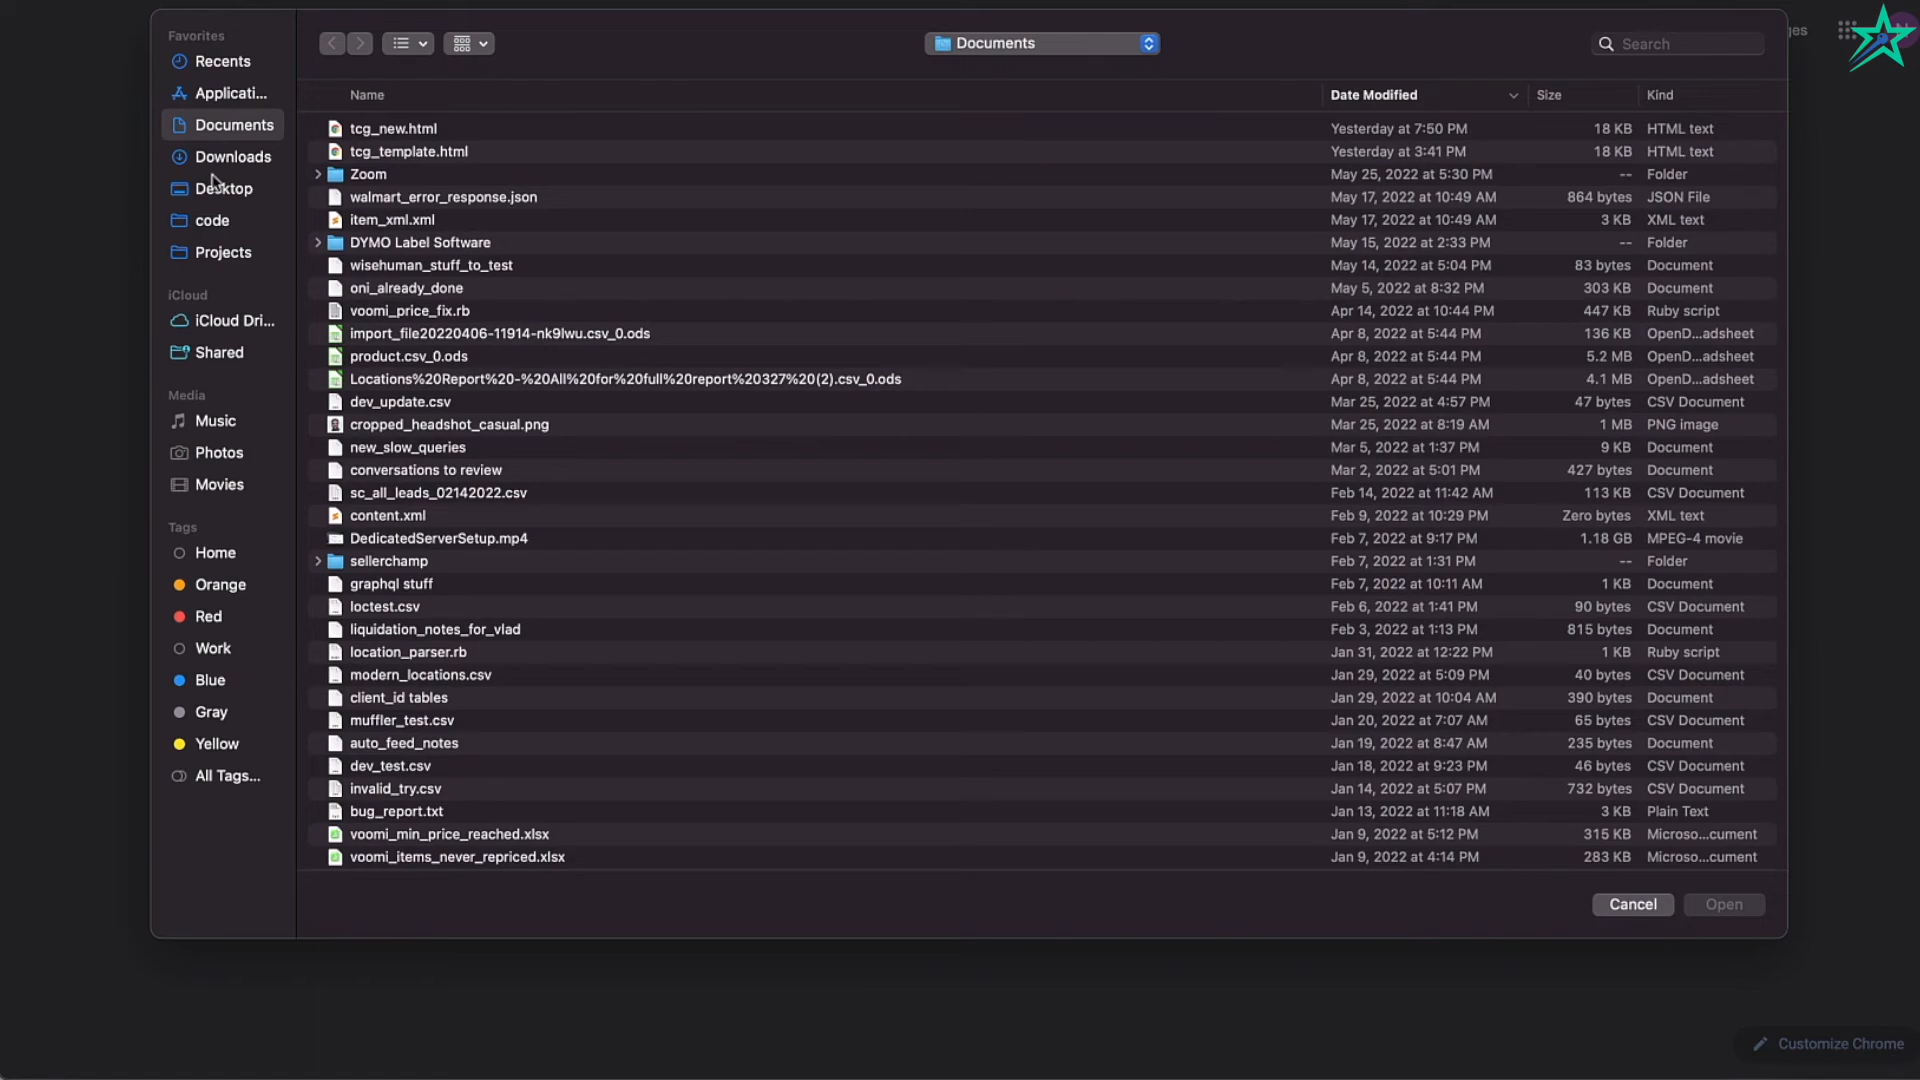 Favorites
Recents
Applicati...
Documents
Downloads
Desktop
code
Projects
iCloud
iCloud Dri...
Shared
Media
Music
Photos
Movies
Tags
Home
Orange
Red
Work
Blue
Gray
Yellow
All Tags...
Documents
Search
Name Date Modified Size Kind
tcg_new.html Yesterday at 7:50 PM 18 KB HTML text
tcg_template.html Yesterday at 3:41 PM 18 KB HTML text
Zoom May 25, 2022 at 5:30 PM -- Folder
walmart_error_response.json May 17, 2022 at 10:49 AM 864 bytes JSON File
item_xml.xml May 17, 2022 at 10:49 AM 3 KB XML text
DYMO Label Software May 15, 2022 at 2:33 PM -- Folder
wisehuman_stuff_to_test May 14, 2022 at 5:04 PM 83 bytes Document
oni_already_done May 5, 2022 at 8:32 PM 303 KB Document
voomi_price_fix.rb Apr 14, 2022 at 10:44 PM 447 KB Ruby script
import_file20220406-11914-nk9lwu.csv_0.ods Apr 8, 2022 at 5:44 PM 136 KB OpenD...adsheet
product.csv_0.ods Apr 8, 2022 at 5:44 PM 5.2 MB OpenD...adsheet
Locations%20Report%20-%20All%20for%20full%20report%20327%20(2).csv_0.ods Apr 8, 2022 at 5:44 PM 4.1 MB OpenD...adsheet
dev_update.csv Mar 25, 2022 at 4:57 PM 47 bytes CSV Document
cropped_headshot_casual.png Mar 25, 2022 at 8:19 AM 1 MB PNG image
new_slow_queries Mar 5, 2022 at 1:37 PM 9 KB Document
conversations to review Mar 2, 2022 at 5:01 PM 427 bytes Document
sc_all_leads_02142022.csv Feb 14, 2022 at 11:42 AM 113 KB CSV Document
content.xml Feb 9, 2022 at 10:29 PM Zero bytes XML text
DedicatedServerSetup.mp4 Feb 7, 2022 at 9:17 PM 1.18 GB MPEG-4 movie
sellerchamp Feb 7, 2022 at 1:31 PM -- Folder
graphql stuff Feb 7, 2022 at 10:11 AM 1 KB Document
loctest.csv Feb 6, 2022 at 1:41 PM 90 bytes CSV Document
liquidation_notes_for_vlad Feb 3, 2022 at 1:13 PM 815 bytes Document
location_parser.rb Jan 31, 2022 at 12:22 PM 1 KB Ruby script
modern_locations.csv Jan 29, 2022 at 5:09 PM 40 bytes CSV Document
client_id tables Jan 29, 2022 at 10:04 AM 390 bytes Document
muffler_test.csv Jan 20, 2022 at 7:07 AM 65 bytes CSV Document
auto_feed_notes Jan 19, 2022 at 8:47 AM 235 bytes Document
dev_test.csv Jan 18, 2022 at 9:23 PM 46 bytes CSV Document
invalid_try.csv Jan 14, 2022 at 5:07 PM 732 bytes CSV Document
bug_report.txt Jan 13, 2022 at 11:18 AM 3 KB Plain Text
voomi_min_price_reached.xlsx Jan 9, 2022 at 5:12 PM 315 KB Microso...cument
voomi_items_never_repriced.xlsx Jan 9, 2022 at 4:14 PM 283 KB Microso...cument
Cancel Open
Customize Chrome